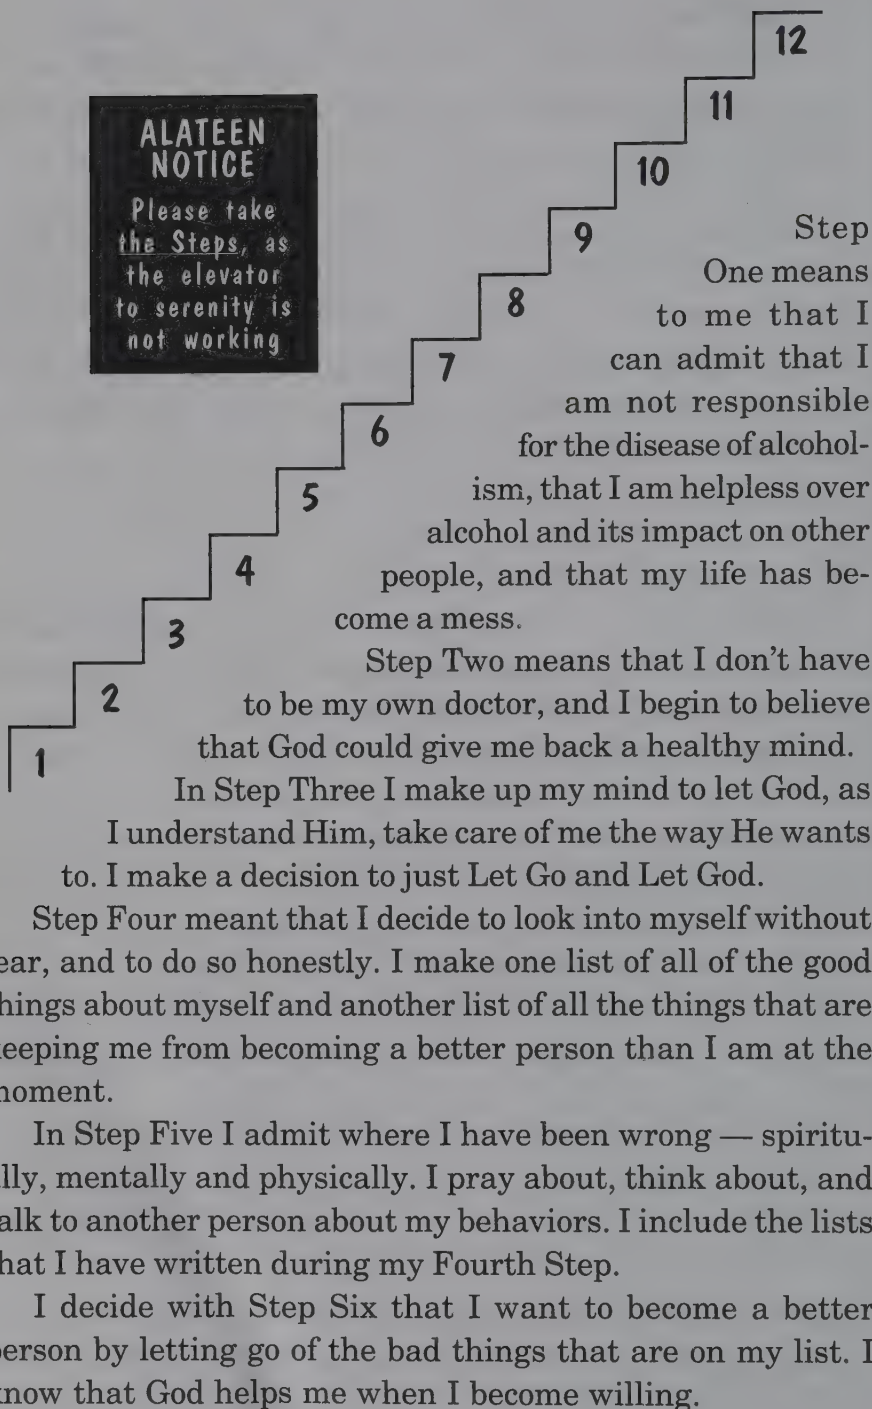 12
11
10
9
8
7
6
5
4
3
2
1
ALATEEN
NOTICE
Please take
the Steps, as
the elevator
to serenity is
not working
Step
One means
to me that I
can admit that I
am not responsible
for the disease of alcohol-
ism, that I am helpless over
alcohol and its impact on other
people, and that my life has be-
come a mess.
Step Two means that I don't have
to be my own doctor, and I begin to believe
that God could give me back a healthy mind.
In Step Three I make up my mind to let God, as
I understand Him, take care of me the way He wants
to. I make a decision to just Let Go and Let God.
Step Four meant that I decide to look into myself without
ear, and to do so honestly. I make one list of all of the good
hings about myself and another list of all the things that are
keeping me from becoming a better person than I am at the
moment.
In Step Five I admit where I have been wrong — spiritu-
lly, mentally and physically. I pray about, think about, and
alk to another person about my behaviors. I include the lists
hat I have written during my Fourth Step.
I decide with Step Six that I want to become a better
person by letting go of the bad things that are on my list. I
know that God helps me when I become willing.